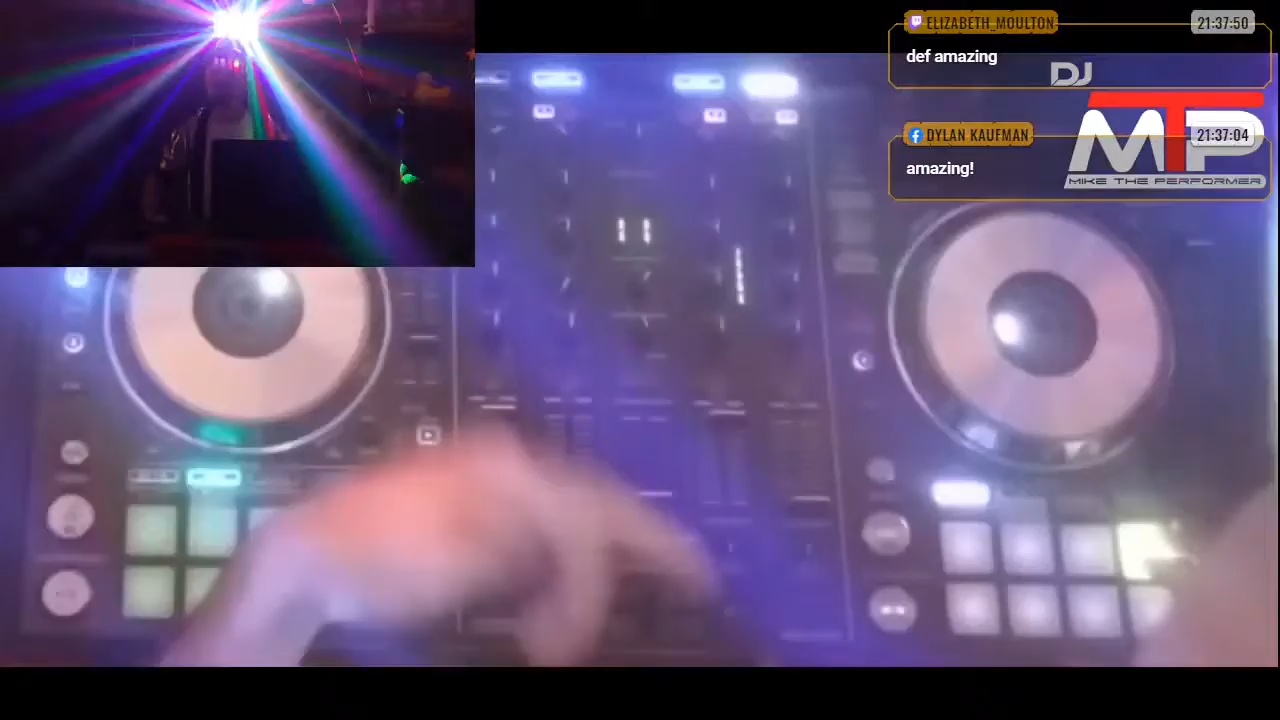 ELIZABETH_MOULTON
21:37:50
def amazing
DJ
MTP
MIKE THE PERFORMER
DYLAN KAUFMAN
21:37:04
amazing!